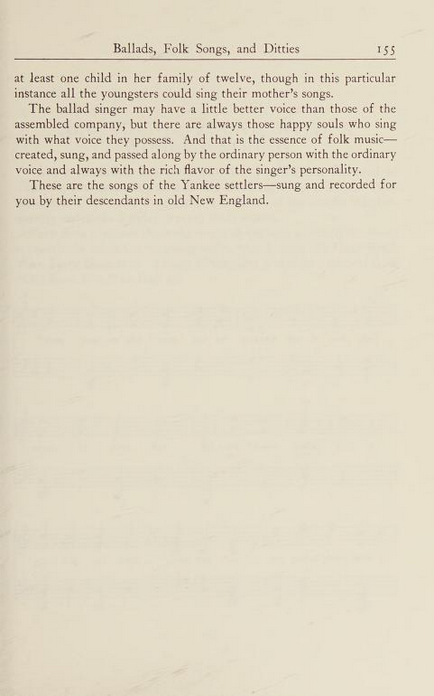 Ballads, Folk Songs, and Ditties 155
at least one child in her family of twelve, though in this particular
instance all the youngsters could sing their mother's songs.
The ballad singer may have a little better voice than those of the
assembled company, but there are always those happy souls who sing
with what voice they possess. And that is the essence of folk music—
created, sung, and passed along by the ordinary person with the ordinary
voice and always with the rich flavor of the singer's personality.
These are the songs of the Yankee settlers—sung and recorded for
you by their descendants in old New England.